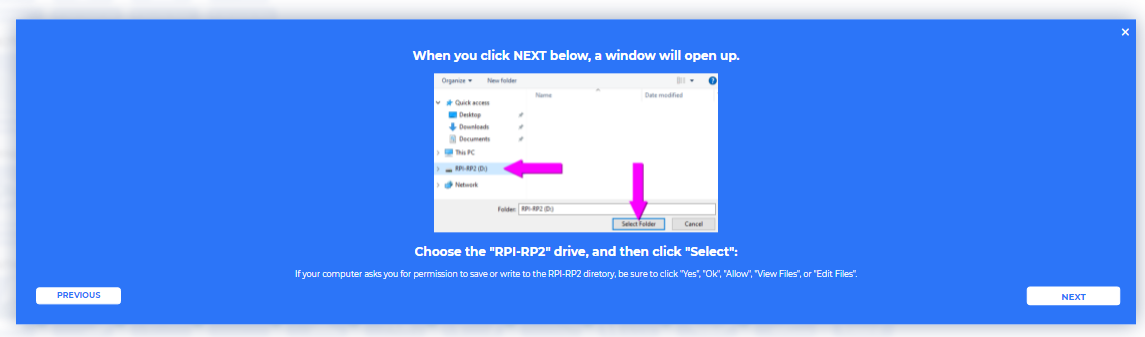 ×
When you click NEXT below, a window will open up.
Organize
New folder
?
Name
Date modified
Quick access
Desktop
Downloads
Documents
This PC
RPI-RP2 (D:)
Network
Folder: RPI-RP2 (D:)
Select Folder
Cancel
Choose the "RPI-RP2" drive, and then click "Select":
If your computer asks you for permission to save or write to the RPI-RP2 diretory, be sure to click "Yes", "Ok", "Allow", "View Files", or "Edit Files".
PREVIOUS
NEXT